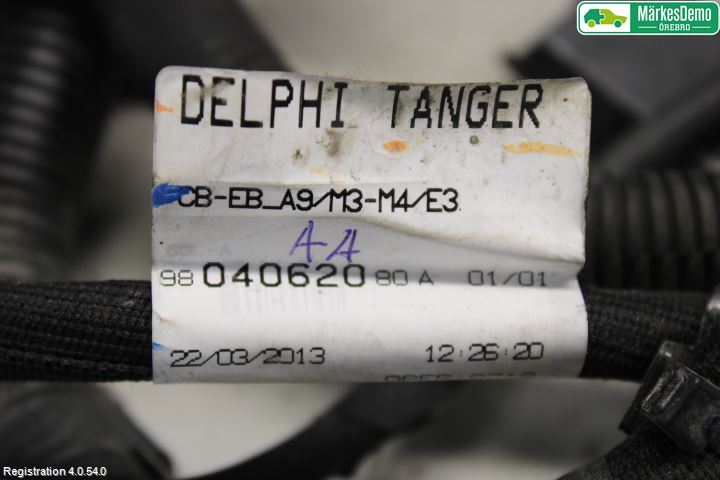 MärkesDemo
ÖREBRO
DELPHI TANGER
CB-EB_A9/M3-M4/E3
AA
98 040620 80 A 01/01
22/03/2013 12:26:20
Registration 4.0.54.0